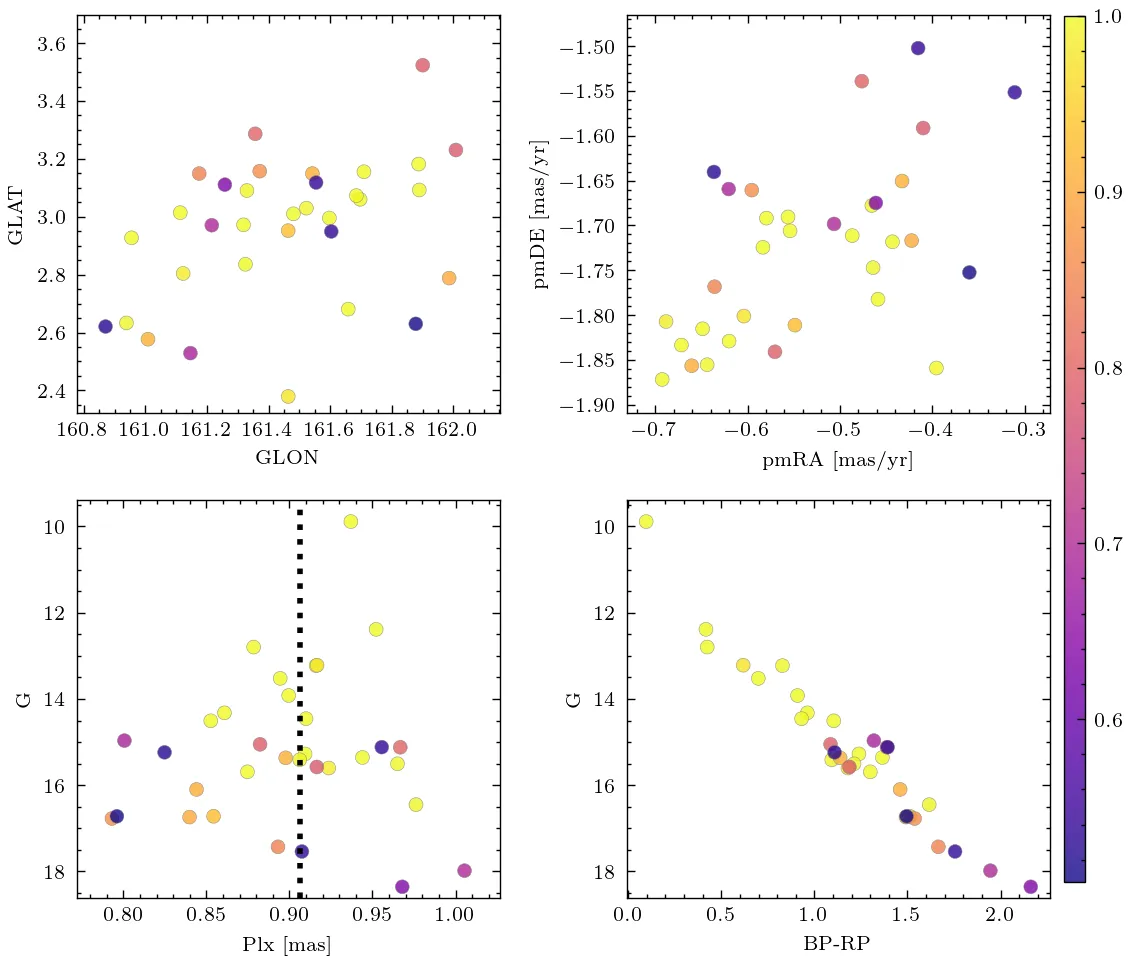 3.6
3.4
3.2
3.0
2.8
2.6
2.4
GLAT
160.8 161.0 161.2 161.4 161.6 161.8 162.0
GLON
−1.50
−1.55
−1.60
−1.65
−1.70
−1.75
−1.80
−1.85
−1.90
pmDE [mas/yr]
−0.7 −0.6 −0.5 −0.4 −0.3
pmRA [mas/yr]
1.0
0.9
0.8
0.7
0.6
10
12
14
16
18
G
0.80 0.85 0.90 0.95 1.00
Plx [mas]
10
12
14
16
18
G
0.0 0.5 1.0 1.5 2.0
BP-RP